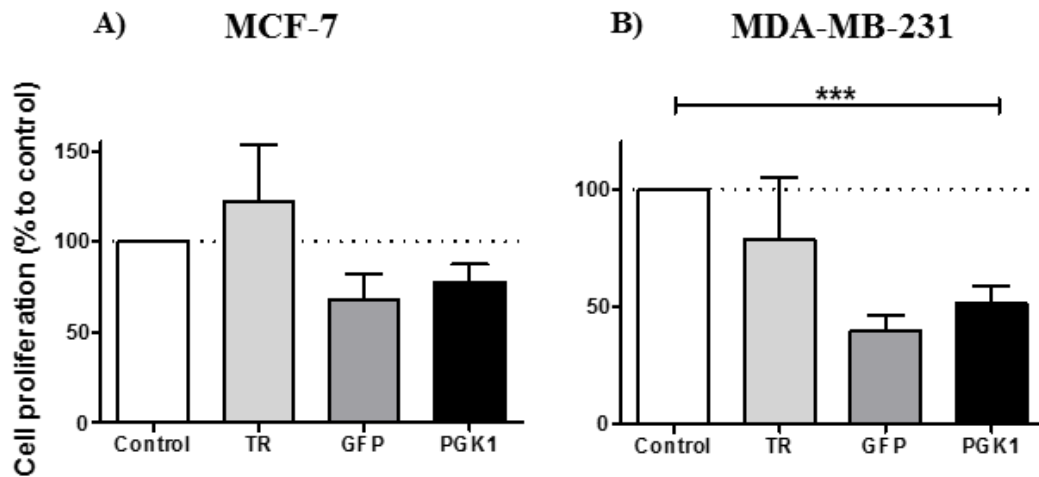 A) MCF-7
B) MDA-MB-231
Cell proliferation (% to control)
150
100
50
0
Control TR GFP PGK1
***
100
50
0
Control TR GFP PGK1